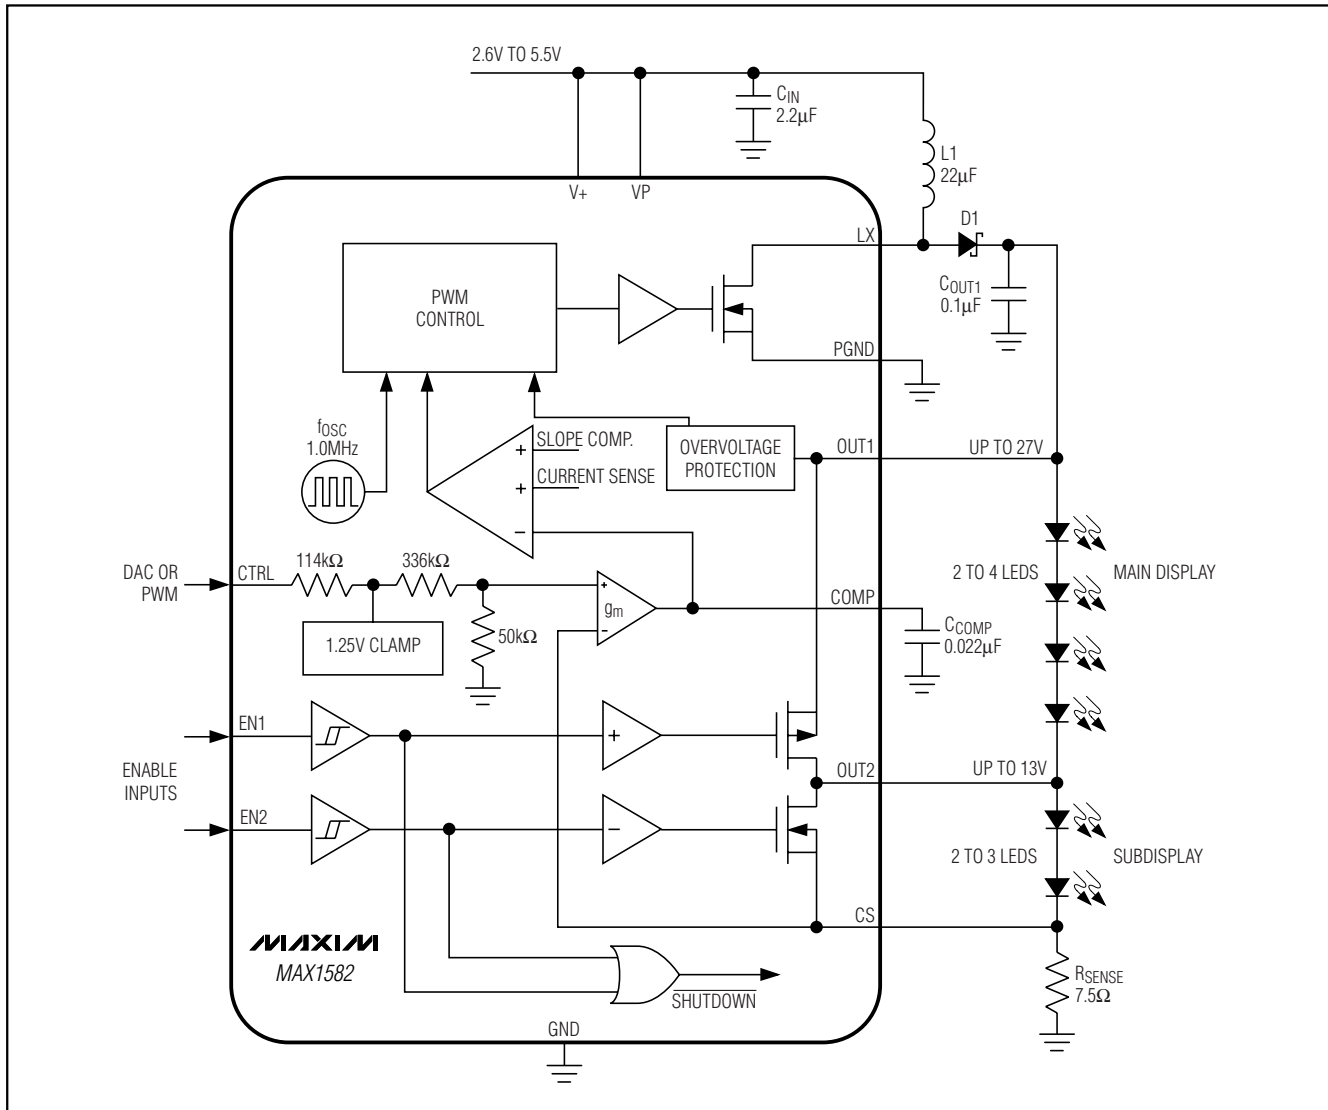 2.6V TO 5.5V
CIN
2.2µF
L1
22µF
V+
VP
D1
LX
COUT1
0.1µF
PWM
CONTROL
PGND
fOSC
1.0MHz
+
SLOPE COMP.
+
CURRENT SENSE
−
OVERVOLTAGE
PROTECTION
OUT1
UP TO 27V
DAC OR
PWM
CTRL
114kΩ
336kΩ
1.25V CLAMP
50kΩ
+
gm
−
COMP
CCOMP
0.022µF
2 TO 4 LEDS
MAIN DISPLAY
EN1
+
ENABLE
INPUTS
OUT2
UP TO 13V
EN2
−
2 TO 3 LEDS
SUBDISPLAY
CS
MAXIM
MAX1582
SHUTDOWN
RSENSE
7.5Ω
GND